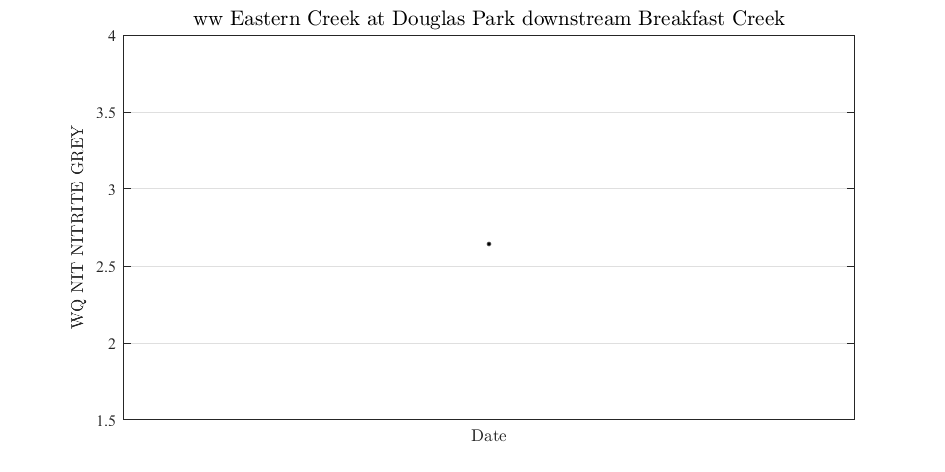 ww Eastern Creek at Douglas Park downstream Breakfast Creek
4
3.5
3
2.5
2
1.5
WQ NIT NITRITE GREY
Date